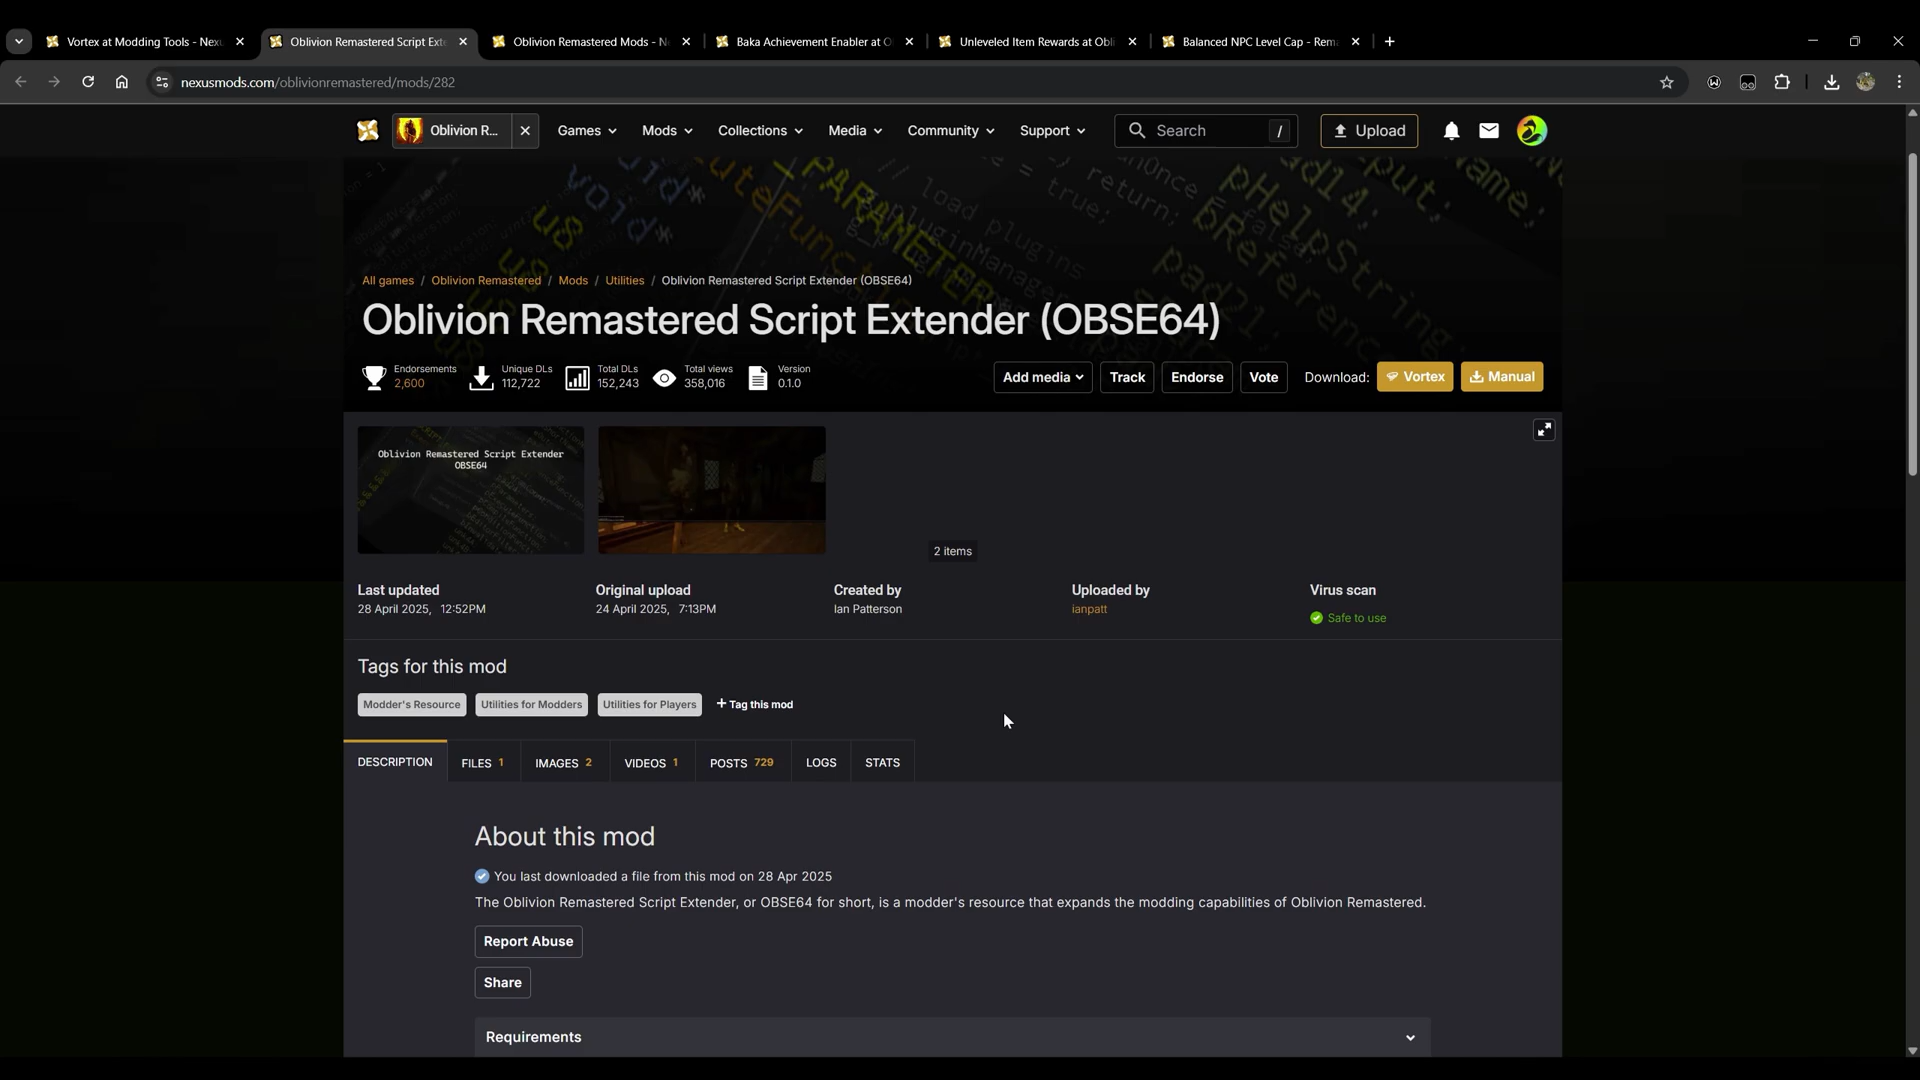 Vortex at Modding Tools - Nexu
Oblivion Remastered Script Exte
Oblivion Remastered Mods - N
Baka Achievement Enabler at O
Unleveled Item Rewards at Obli
Balanced NPC Level Cap - Rema
nexusmods.com/oblivionremastered/mods/282
Oblivion R...
Games
Mods
Collections
Media
Community
Support
Search
/
Upload
All games / Oblivion Remastered / Mods / Utilities / Oblivion Remastered Script Extender (OBSE64)
Oblivion Remastered Script Extender (OBSE64)
Endorsements
2,600
Unique DLs
112,722
Total DLs
152,243
Total views
358,016
Version
0.1.0
Add media
Track
Endorse
Vote
Download:
Vortex
Manual
Oblivion Remastered Script Extender
OBSE64
2 items
Last updated
28 April 2025, 12:52PM
Original upload
24 April 2025, 7:13PM
Created by
Ian Patterson
Uploaded by
ianpatt
Virus scan
Safe to use
Tags for this mod
Modder's Resource
Utilities for Modders
Utilities for Players
+ Tag this mod
DESCRIPTION
FILES 1
IMAGES 2
VIDEOS 1
POSTS 729
LOGS
STATS
About this mod
You last downloaded a file from this mod on 28 Apr 2025
The Oblivion Remastered Script Extender, or OBSE64 for short, is a modder's resource that expands the modding capabilities of Oblivion Remastered.
Report Abuse
Share
Requirements